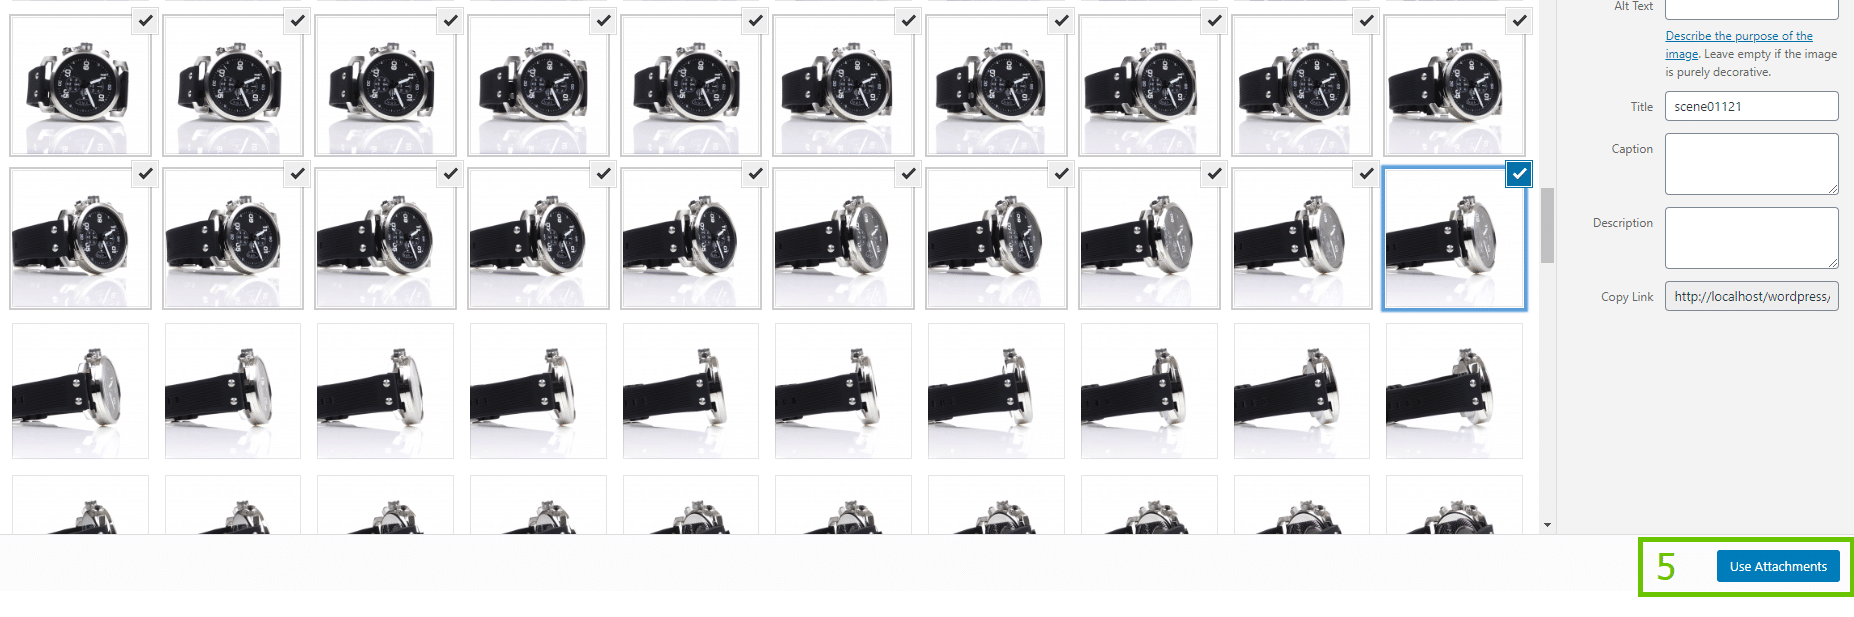 Alt Text
Describe the purpose of the
image. Leave empty if the image
is purely decorative.
Title
scene01121
Caption
Description
Copy Link
http://localhost/wordpress/
5
Use Attachments